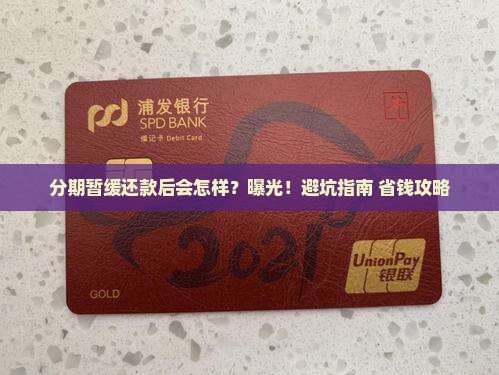 浦发银行
SPD BANK
借记卡 Debit Card
分期暂缓还款后会怎样？曝光！避坑指南 省钱攻略
2021
UnionPay
银联
GOLD